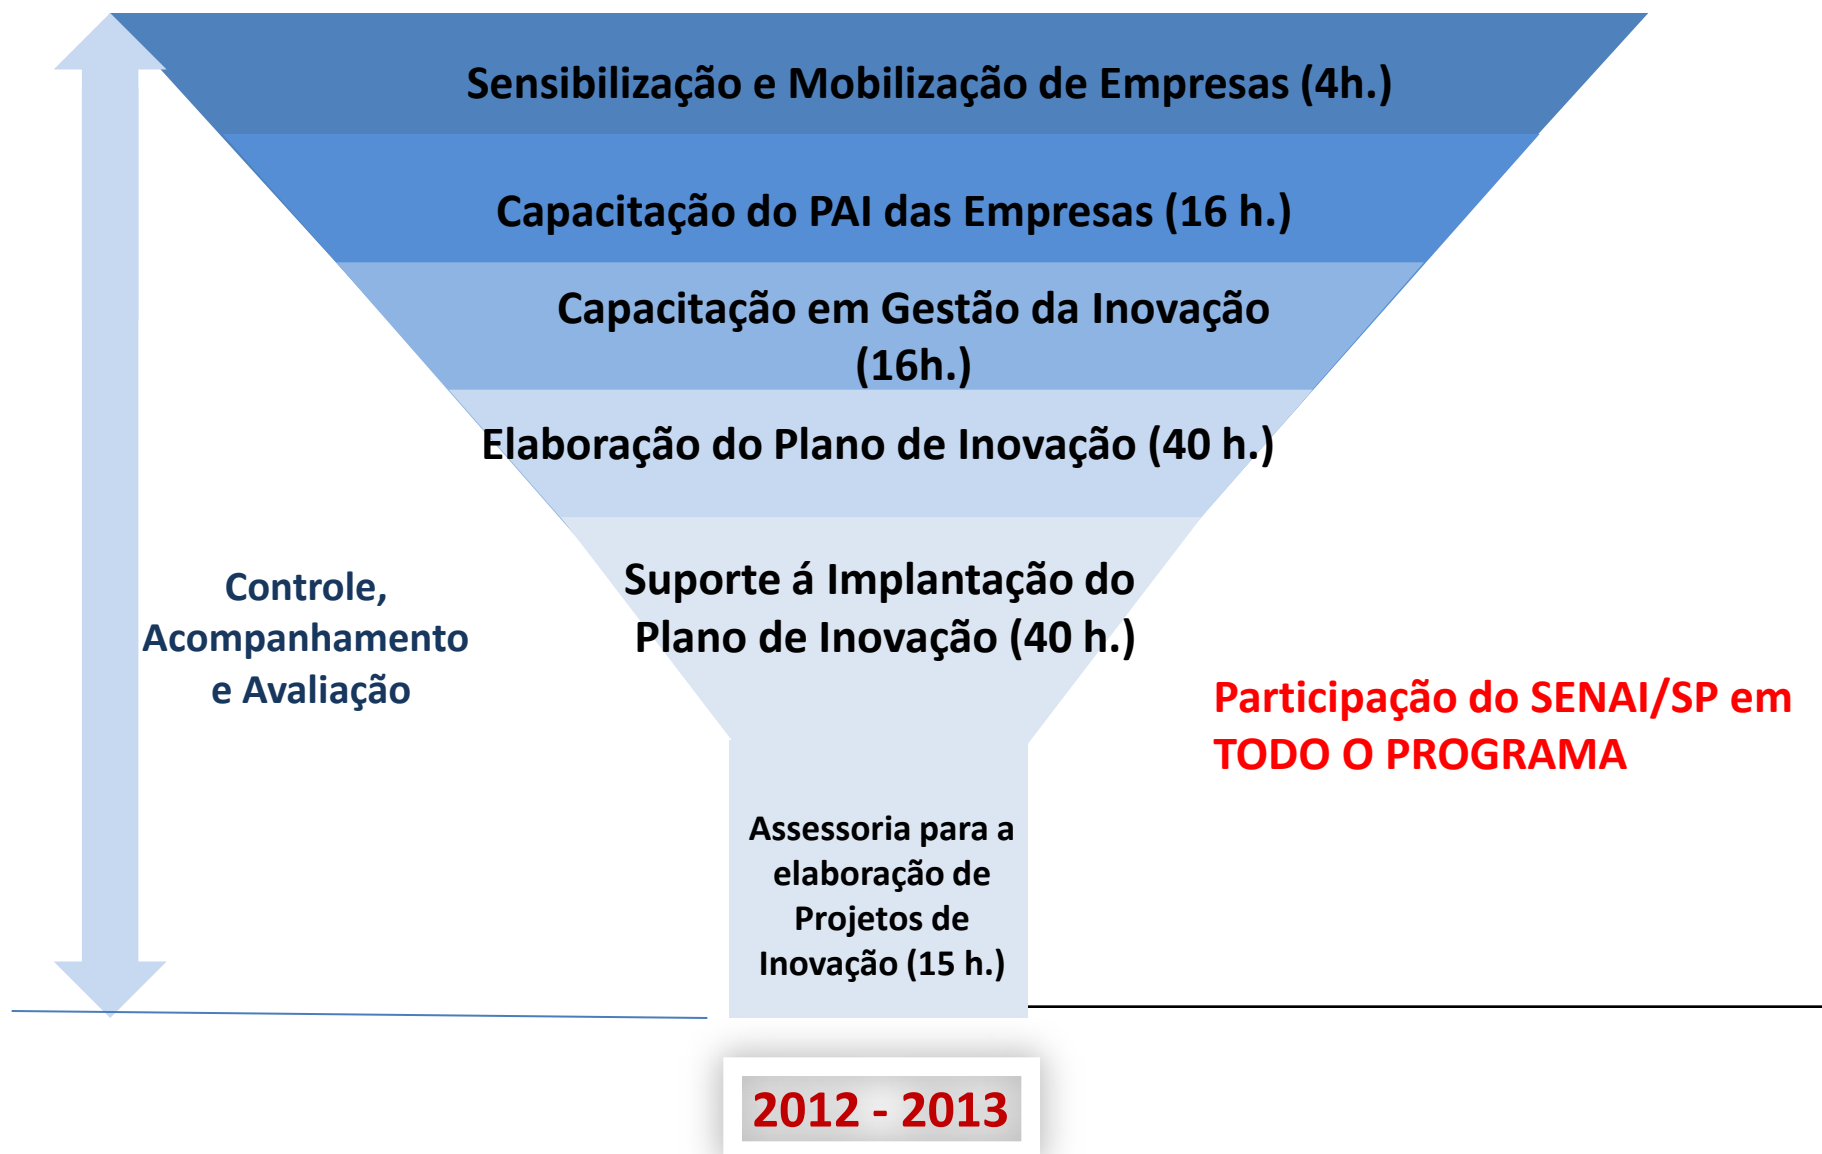 Sensibilização e Mobilização de Empresas (4h.)
Capacitação do PAI das Empresas (16 h.)
Capacitação em Gestão da Inovação
(16h.)
Elaboração do Plano de Inovação (40 h.)
Suporte á Implantação do
Plano de Inovação (40 h.)
Controle,
Acompanhamento
e Avaliação
Participação do SENAI/SP em
TODO O PROGRAMA
Assessoria para a
elaboração de
Projetos de
Inovação (15 h.)
2012 - 2013